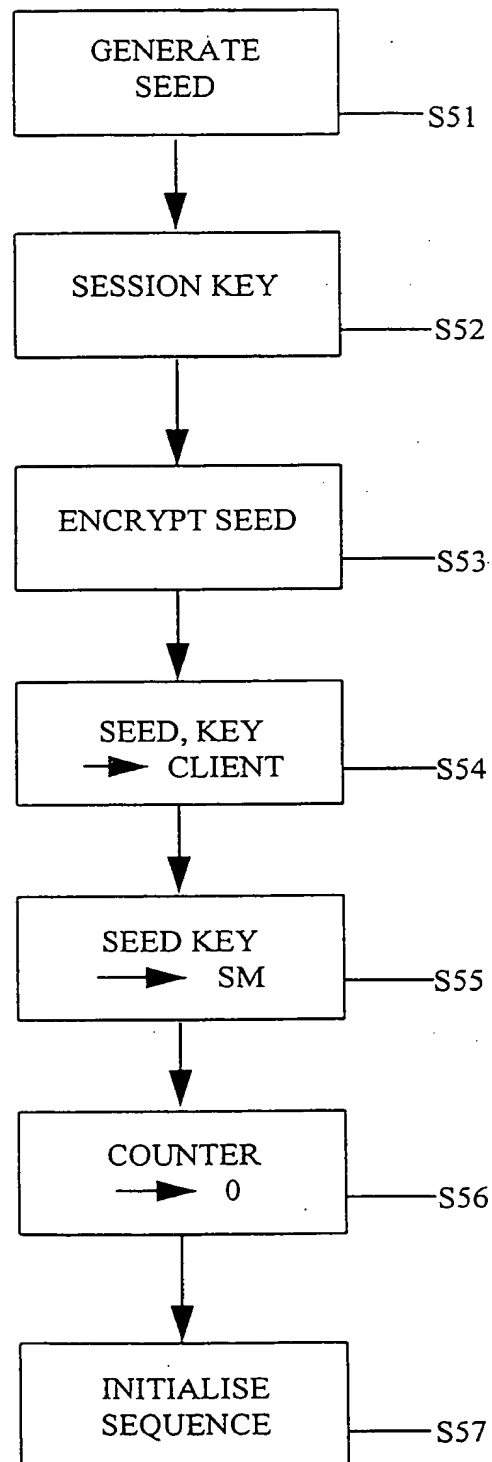 GENERATE
SEED
S51
SESSION KEY
S52
ENCRYPT SEED
S53
SEED, KEY
CLIENT
S54
SEED KEY
SM
S55
COUNTER
0
S56
INITIALISE
SEQUENCE
S57